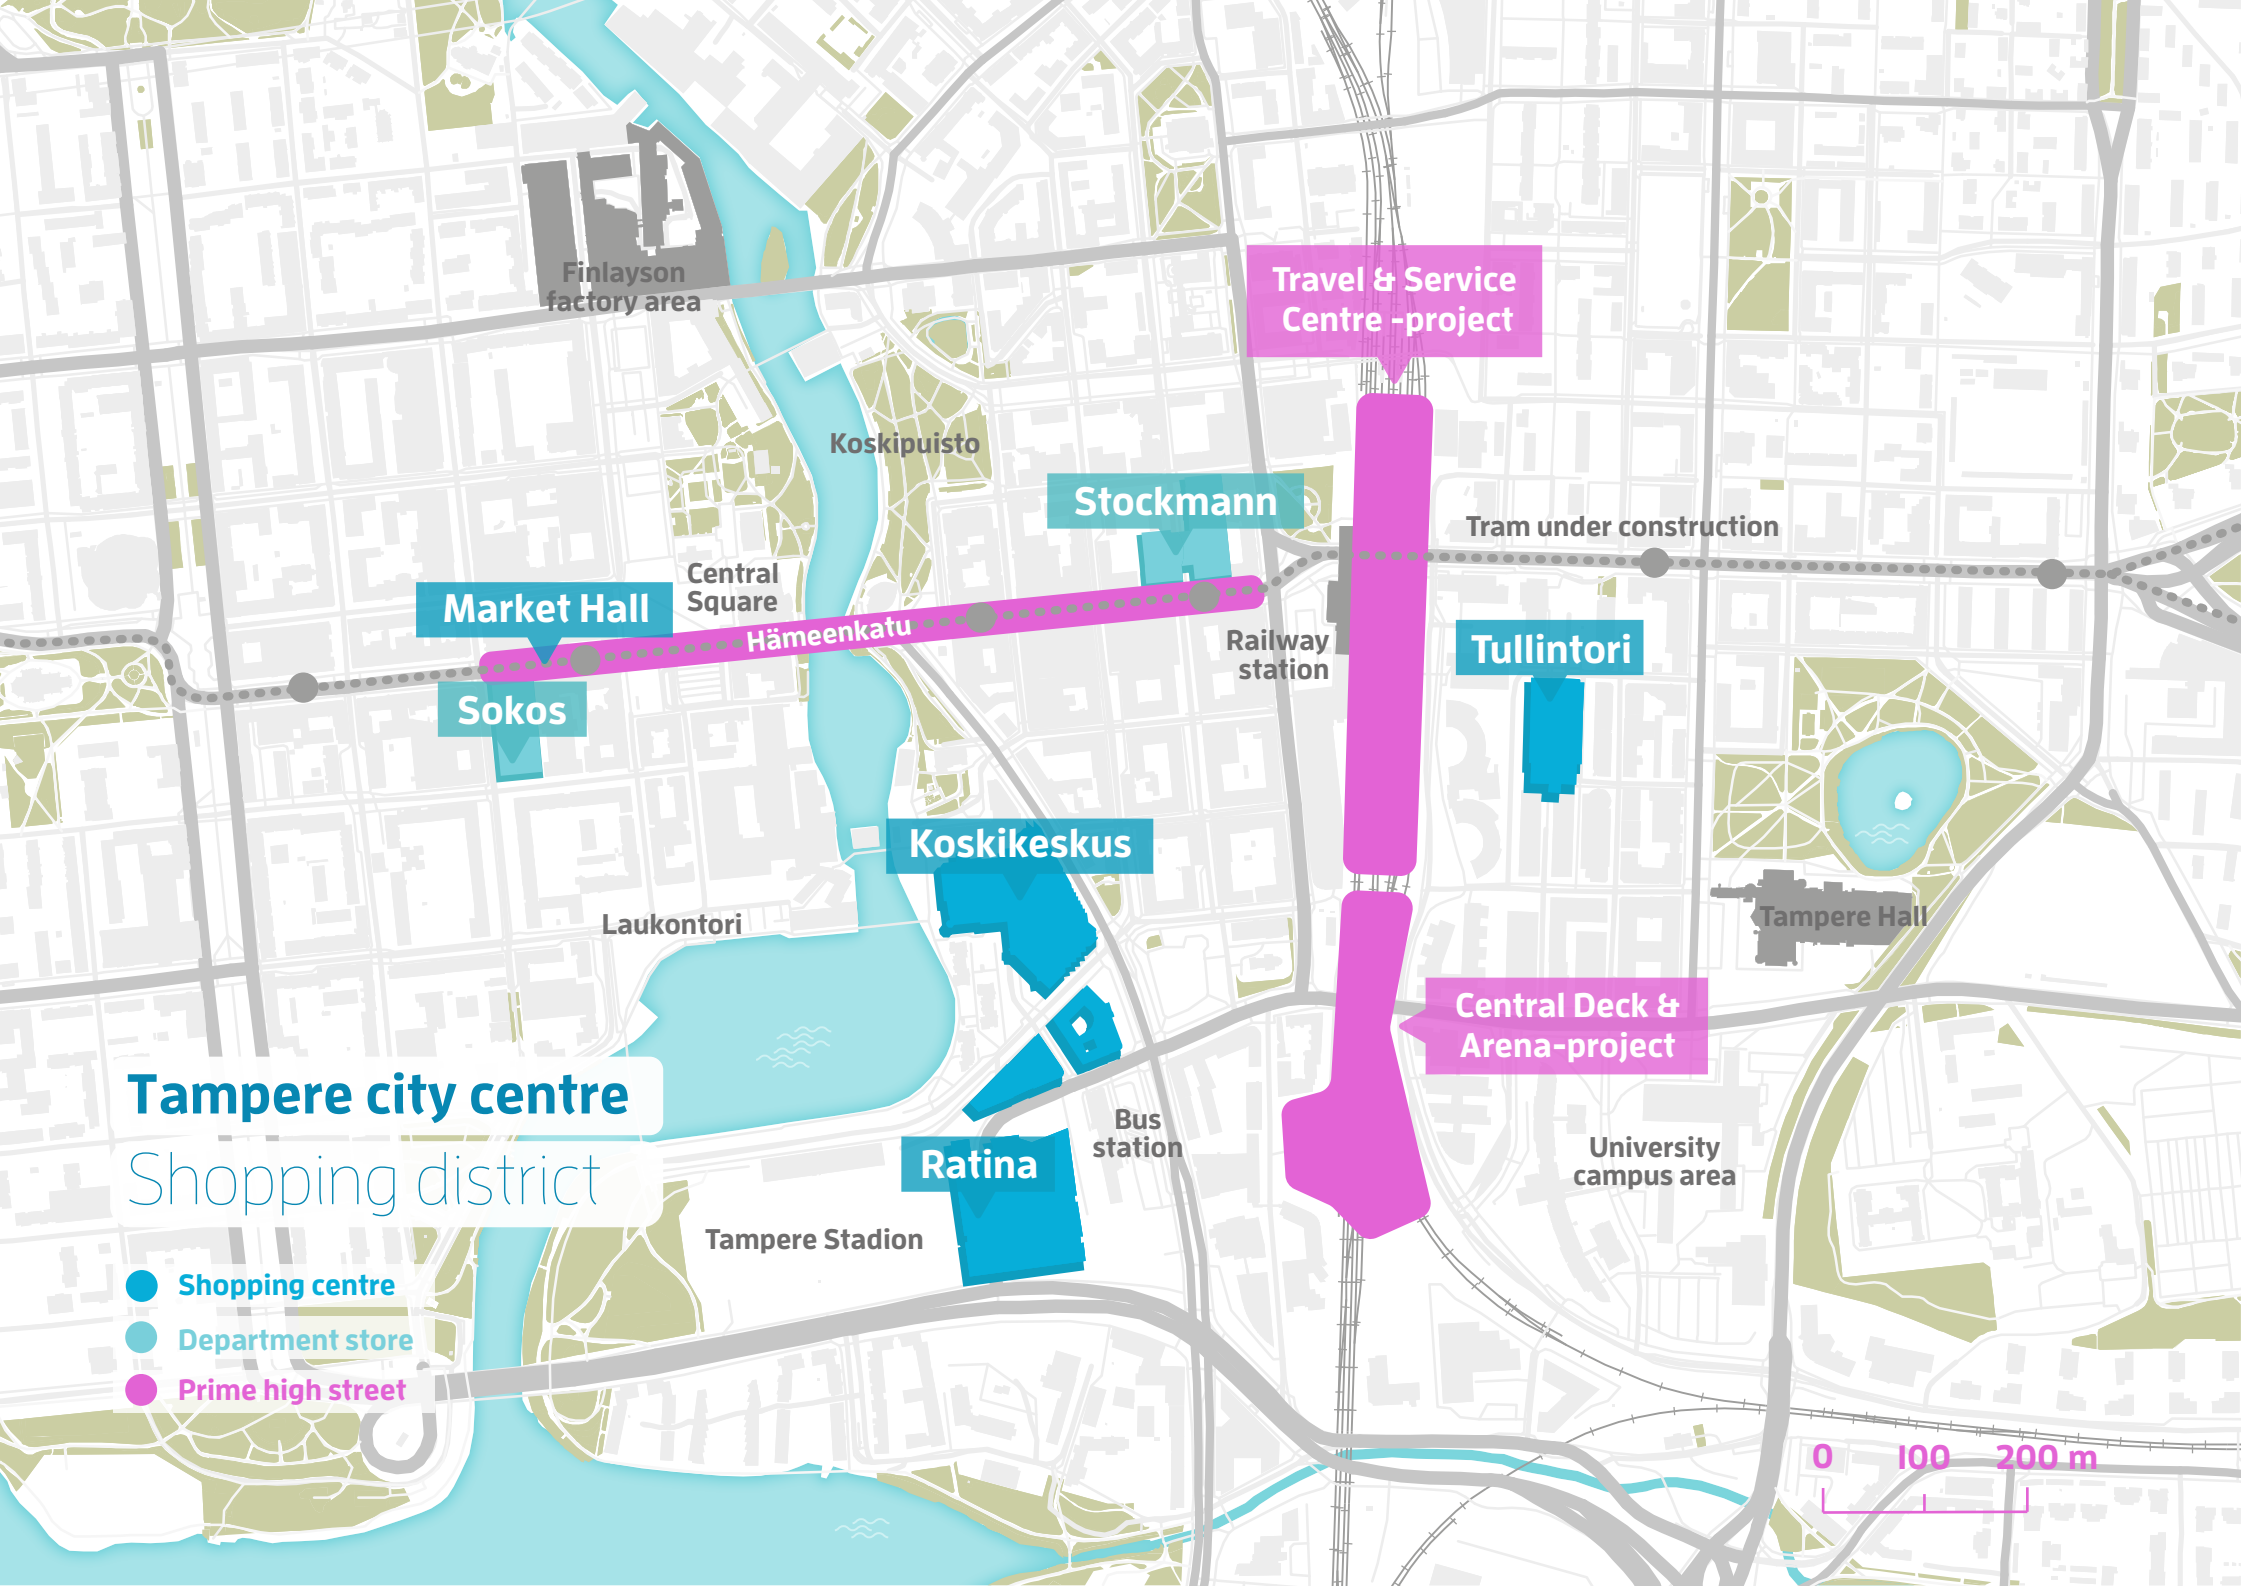 Finlayson
factory area
Travel & Service
Centre -project
Koskipuisto
Stockmann
Tram under construction
Central
Square
Market Hall
Hämeenkatu
Railway
station
Tullintori
Sokos
Koskikeskus
Laukontori
Tampere Hall
Central Deck &
Arena-project
Tampere city centre
Shopping district
Bus
station
Ratina
University
campus area
Tampere Stadion
Shopping centre
Department store
Prime high street
0 100 200 m